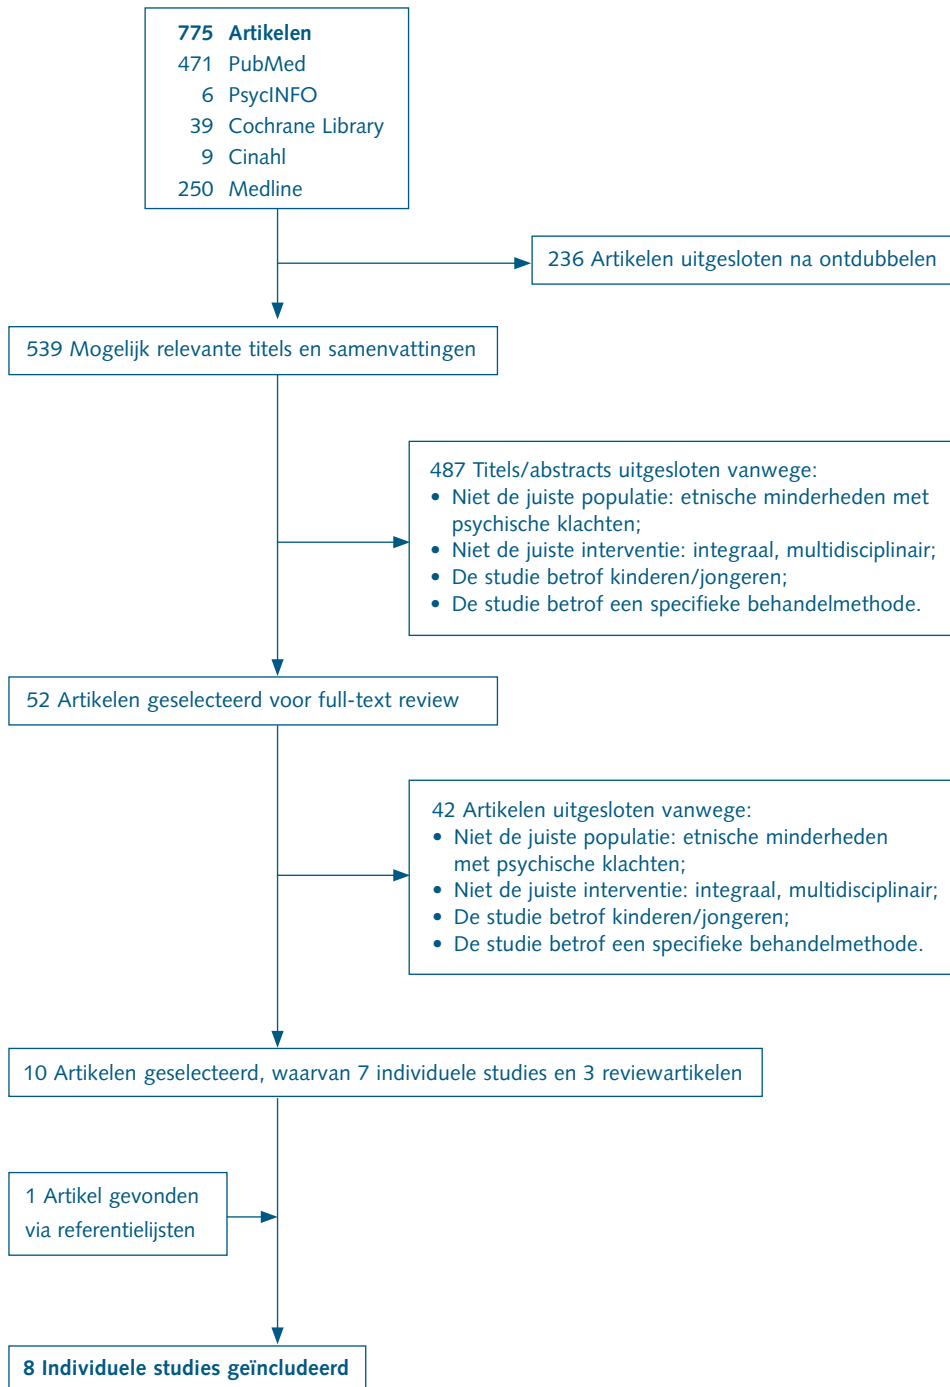 775 Artikelen
471 PubMed
6 PsycINFO
39 Cochrane Library
9 Cinahl
250 Medline
236 Artikelen uitgesloten na ontdubbelen
539 Mogelijk relevante titels en samenvattingen
487 Titels/abstracts uitgesloten vanwege:
• Niet de juiste populatie: etnische minderheden met
psychische klachten;
• Niet de juiste interventie: integraal, multidisciplinair;
• De studie betrof kinderen/jongeren;
• De studie betrof een specifieke behandelmethode.
52 Artikelen geselecteerd voor full-text review
42 Artikelen uitgesloten vanwege:
• Niet de juiste populatie: etnische minderheden
met psychische klachten;
• Niet de juiste interventie: integraal, multidisciplinair;
• De studie betrof kinderen/jongeren;
• De studie betrof een specifieke behandelmethode.
10 Artikelen geselecteerd, waarvan 7 individuele studies en 3 reviewartikelen
1 Artikel gevonden
via referentielijsten
8 Individuele studies geïncludeerd